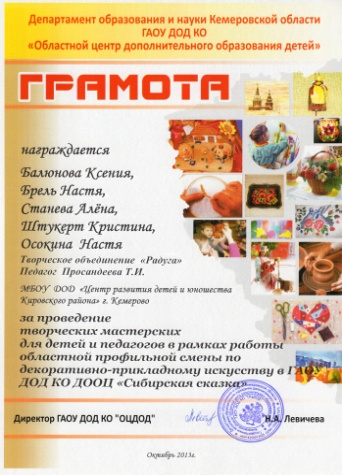 Департамент образования и науки Кемеровской области
ГАОУ ДОД КО
«Областной центр дополнительного образования детей»
ГРАМОТА
награждается
Балюнова Ксения,
Брель Настя,
Станева Алёна,
Штукерт Кристина,
Осокина Настя
Творческое объединение «Радуга»
Педагог Просандеева Т.И.
МБОУ ДОД «Центр развития детей и юношества
Кировского района» г. Кемерово
за проведение
творческих мастерских
для детей и педагогов в рамках работы
областной профильной смены по
декоративно-прикладному искусству в ГАОУ
ДОД КО ДООЦ «Сибирская сказка»
Директор ГАОУ ДОД КО "ОЦДОД" Н.А. Левичева
Октябрь 2013г.